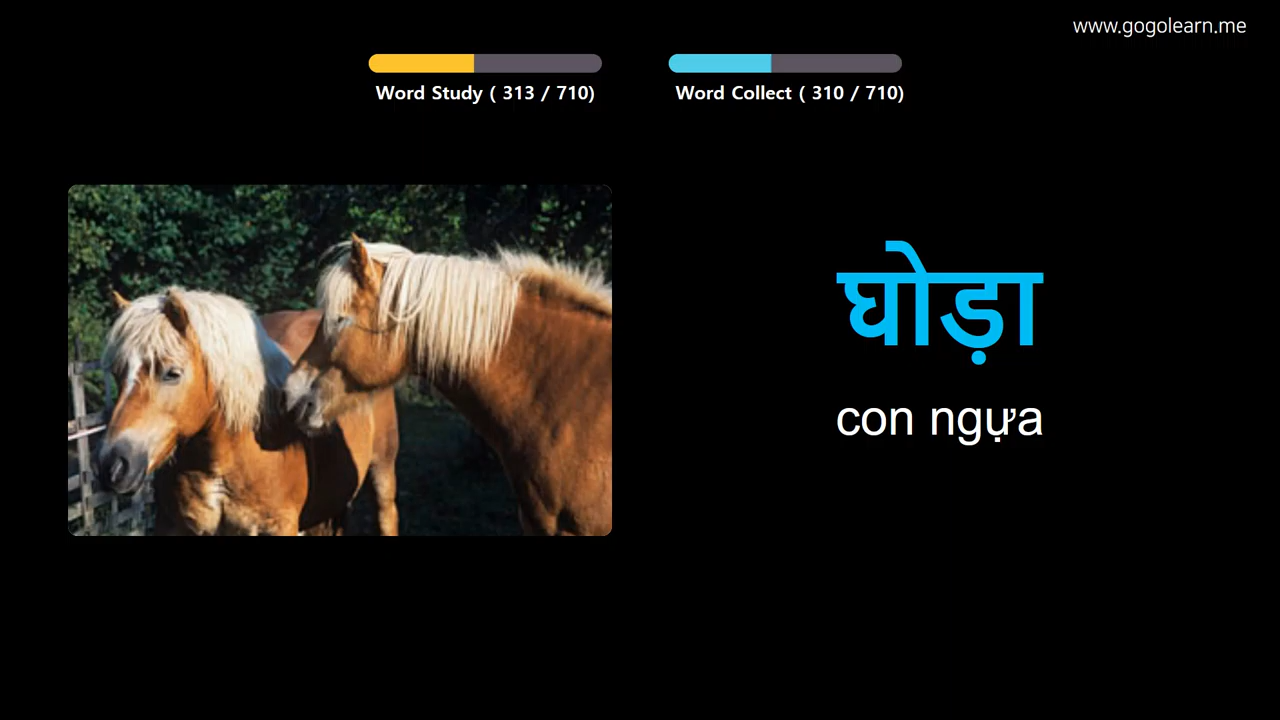 www.gogolearn.me
Word Study ( 313 / 710)
Word Collect ( 310 / 710)
घोड़ा
con ngựa